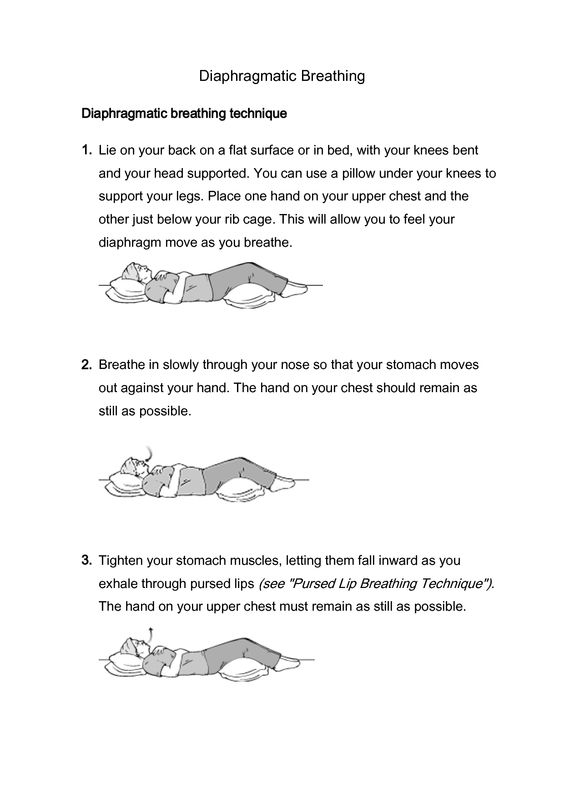 Diaphragmatic Breathing
Diaphragmatic breathing technique
1. Lie on your back on a flat surface or in bed, with your knees bent
and your head supported. You can use a pillow under your knees to
support your legs. Place one hand on your upper chest and the
other just below your rib cage. This will allow you to feel your
diaphragm move as you breathe.
2. Breathe in slowly through your nose so that your stomach moves
out against your hand. The hand on your chest should remain as
still as possible.
3. Tighten your stomach muscles, letting them fall inward as you
exhale through pursed lips (see "Pursed Lip Breathing Technique").
The hand on your upper chest must remain as still as possible.